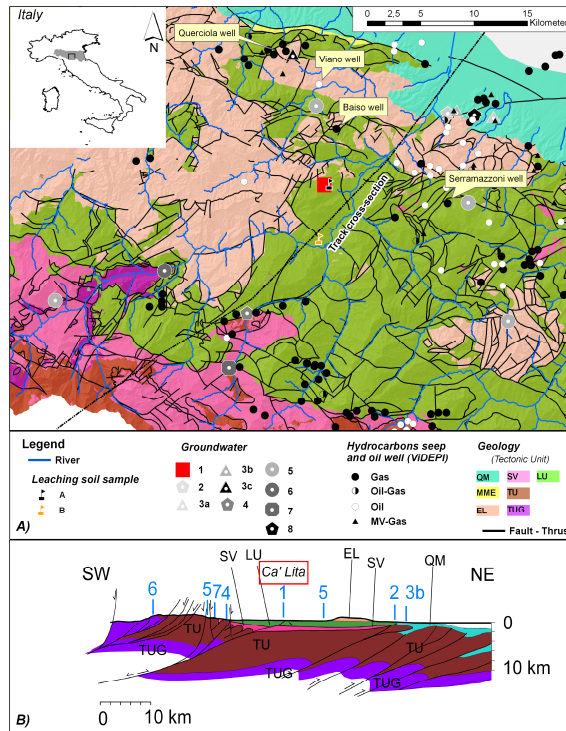 Italy
N
0 2.5 5 10 15
Kilometers
Querciola well
Viano well
Baiso well
Serramazzoni well
Track cross-section
Legend
River
Leaching soil sample
A
B
Groundwater
1
2
3a
3b
3c
4
5
6
7
8
Hydrocarbons seep
and oil well (ViDEPI)
Gas
Oil-Gas
Oil
MV-Gas
Geology
(Tectonic Unit)
QM SV LU
MME TU
EL TUG
Fault - Thrus
A)
SW
SV LU Ca' Lita EL SV QM NE
6 5 7 4 1 5 2 3b
0
TU TU TU
TUG TUG TUG
10 km
0 10 km
B)